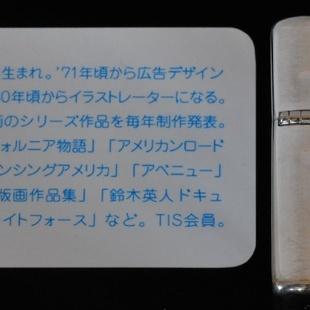 生まれ。'71年頃から広告デザイン
0年頃からイラストレーターになる。
のシリーズ作品を毎年制作発表。
フォルニア物語」「アメリカンロード
ンシングアメリカ」「アベニュー」
版画作品集」「鈴木英人ドキュ
イトフォース」など。TIS会員。